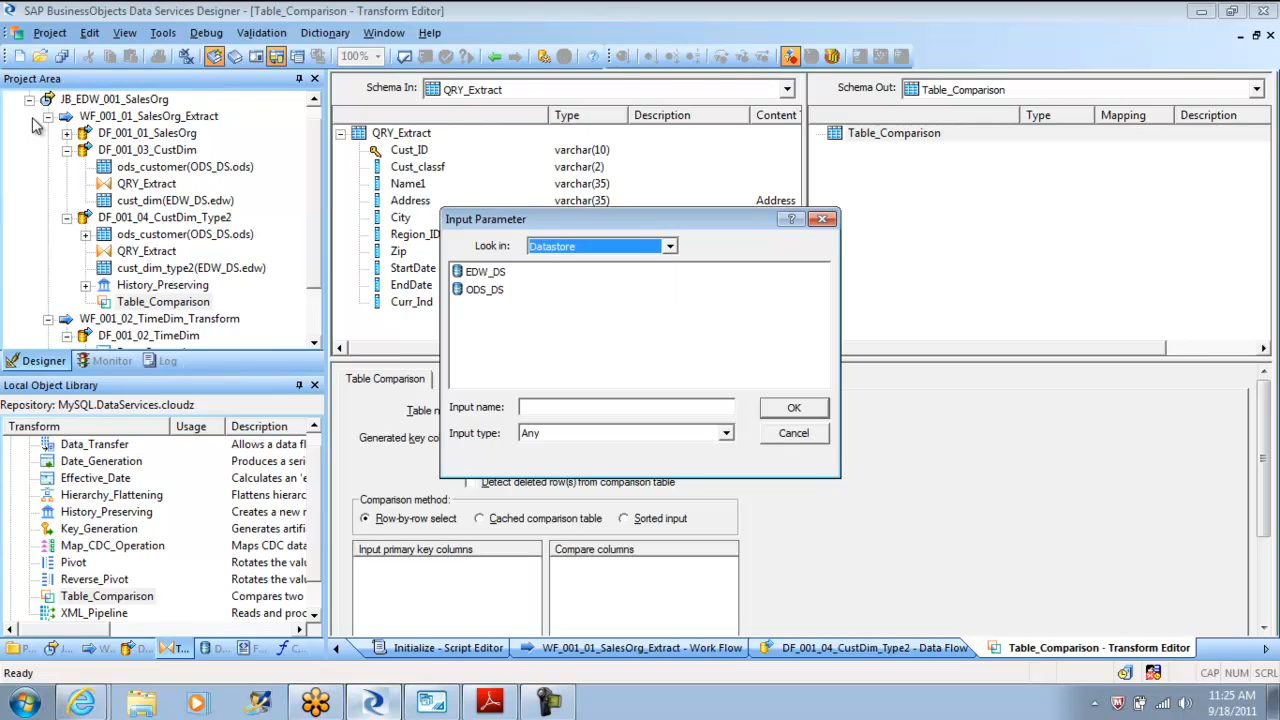 SAP BusinessObjects Data Services Designer - [Table_Comparison - Transform Editor]
Project Edit View Tools Debug Validation Dictionary Window Help
100%
Project Area
JB_EDW_001_SalesOrg
WF_001_01_SalesOrg_Extract
DF_001_01_SalesOrg
DF_001_03_CustDim
ods_customer(ODS_DS.ods)
QRY_Extract
cust_dim(EDW_DS.edw)
DF_001_04_CustDim_Type2
ods_customer(ODS_DS.ods)
QRY_Extract
cust_dim_type2(EDW_DS.edw)
History_Preserving
Table_Comparison
WF_001_02_TimeDim_Transform
DF_001_02_TimeDim
Designer Monitor Log
Local Object Library
Repository: MySQL.DataServices.cloudz
Transform Usage Description
Data_Transfer Allows a data fl
Date_Generation Produces a seri
Effective_Date Calculates an 'e
Hierarchy_Flattening Flattens hierarc
History_Preserving Creates a new r
Key_Generation Generates artifi
Map_CDC_Operation Maps CDC data
Pivot Rotates the valu
Reverse_Pivot Rotates the valu
Table_Comparison Compares two
XML_Pipeline Reads and proc
P... J... W... D... T... D... F... C...
Schema In: QRY_Extract
Type Description Content
QRY_Extract
Cust_ID varchar(10)
Cust_classf varchar(2)
Name1 varchar(35)
Address varchar(35) Address
City
Region_ID
Zip
StartDate
EndDate
Curr_Ind
Schema Out: Table_Comparison
Type Mapping Description
Table_Comparison
Input Parameter
Look in: Datastore
EDW_DS
ODS_DS
Input name:
OK
Input type: Any
Cancel
Table Comparison
Table n
Generated key co
Detect deleted row(s) from comparison table
Comparison method:
Row-by-row select Cached comparison table Sorted input
Input primary key columns Compare columns
Initialize - Script Editor WF_001_01_SalesOrg_Extract - Work Flow DF_001_04_CustDim_Type2 - Data Flow Table_Comparison - Transform Editor
Ready
CAP NUM SCRL
11:25 AM
9/18/2011